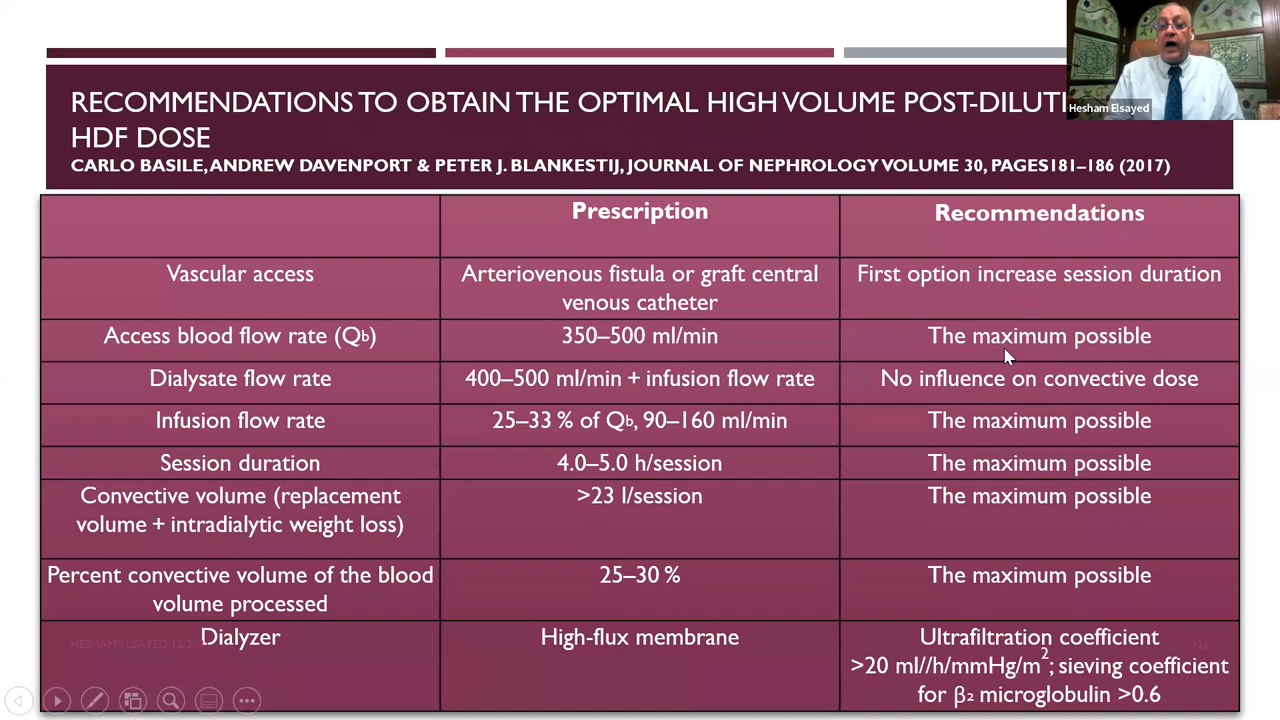 Hesham Elsayed
RECOMMENDATIONS TO OBTAIN THE OPTIMAL HIGH VOLUME POST-DILUTI
HDF DOSE
CARLO BASILE, ANDREW DAVENPORT & PETER J. BLANKESTIJ, JOURNAL OF NEPHROLOGY VOLUME 30, PAGES181–186 (2017)
Prescription
Recommendations
Vascular access
Arteriovenous fistula or graft central
venous catheter
First option increase session duration
Access blood flow rate (Qb)
350–500 ml/min
The maximum possible
Dialysate flow rate
400–500 ml/min + infusion flow rate
No influence on convective dose
Infusion flow rate
25–33 % of Qb, 90–160 ml/min
The maximum possible
Session duration
4.0–5.0 h/session
The maximum possible
Convective volume (replacement
volume + intradialytic weight loss)
>23 l/session
The maximum possible
Percent convective volume of the blood
volume processed
25–30 %
The maximum possible
Dialyzer
High-flux membrane
Ultrafiltration coefficient
>20 ml//h/mmHg/m²; sieving coefficient
for β₂ microglobulin >0.6
HESHAM ELSAYED 12/2
126